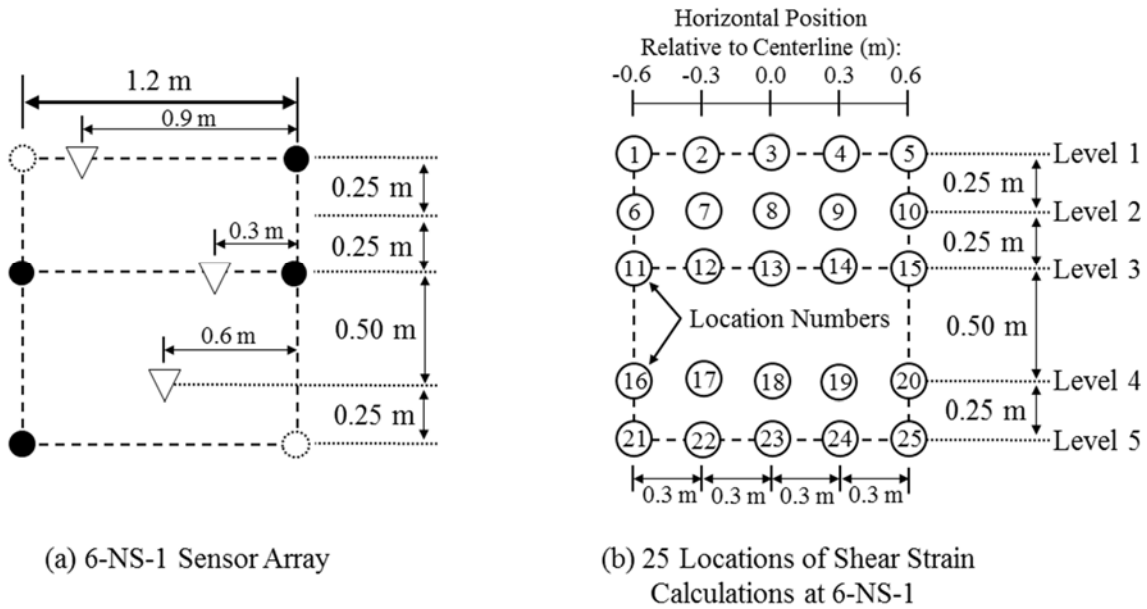 1.2 m
0.9 m
0.25 m
0.3 m
0.25 m
0.6 m
0.50 m
0.25 m
(a) 6-NS-1 Sensor Array
Horizontal Position
Relative to Centerline (m):
-0.6 -0.3 0.0 0.3 0.6
1 2 3 4 5 Level 1
0.25 m
6 7 8 9 10 Level 2
0.25 m
11 12 13 14 15 Level 3
Location Numbers
0.50 m
16 17 18 19 20 Level 4
0.25 m
21 22 23 24 25 Level 5
0.3 m 0.3 m 0.3 m 0.3 m
(b) 25 Locations of Shear Strain
Calculations at 6-NS-1